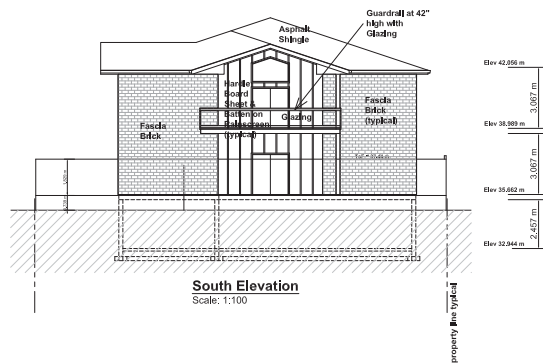 Guardrail at 42"
high with
Glazing
Asphalt
Shingle
Elev 42.056 m
3,067 m
Hardie
Board
Sheet &
Batten on
Rainscreen
(typical)
Glazing
Fascia
Brick
Fascia
Brick
(typical)
Elev 38.989 m
3,067 m
Elev 35.662 m
2,457 m
Elev 32.944 m
South Elevation
Scale: 1:100
property line typical